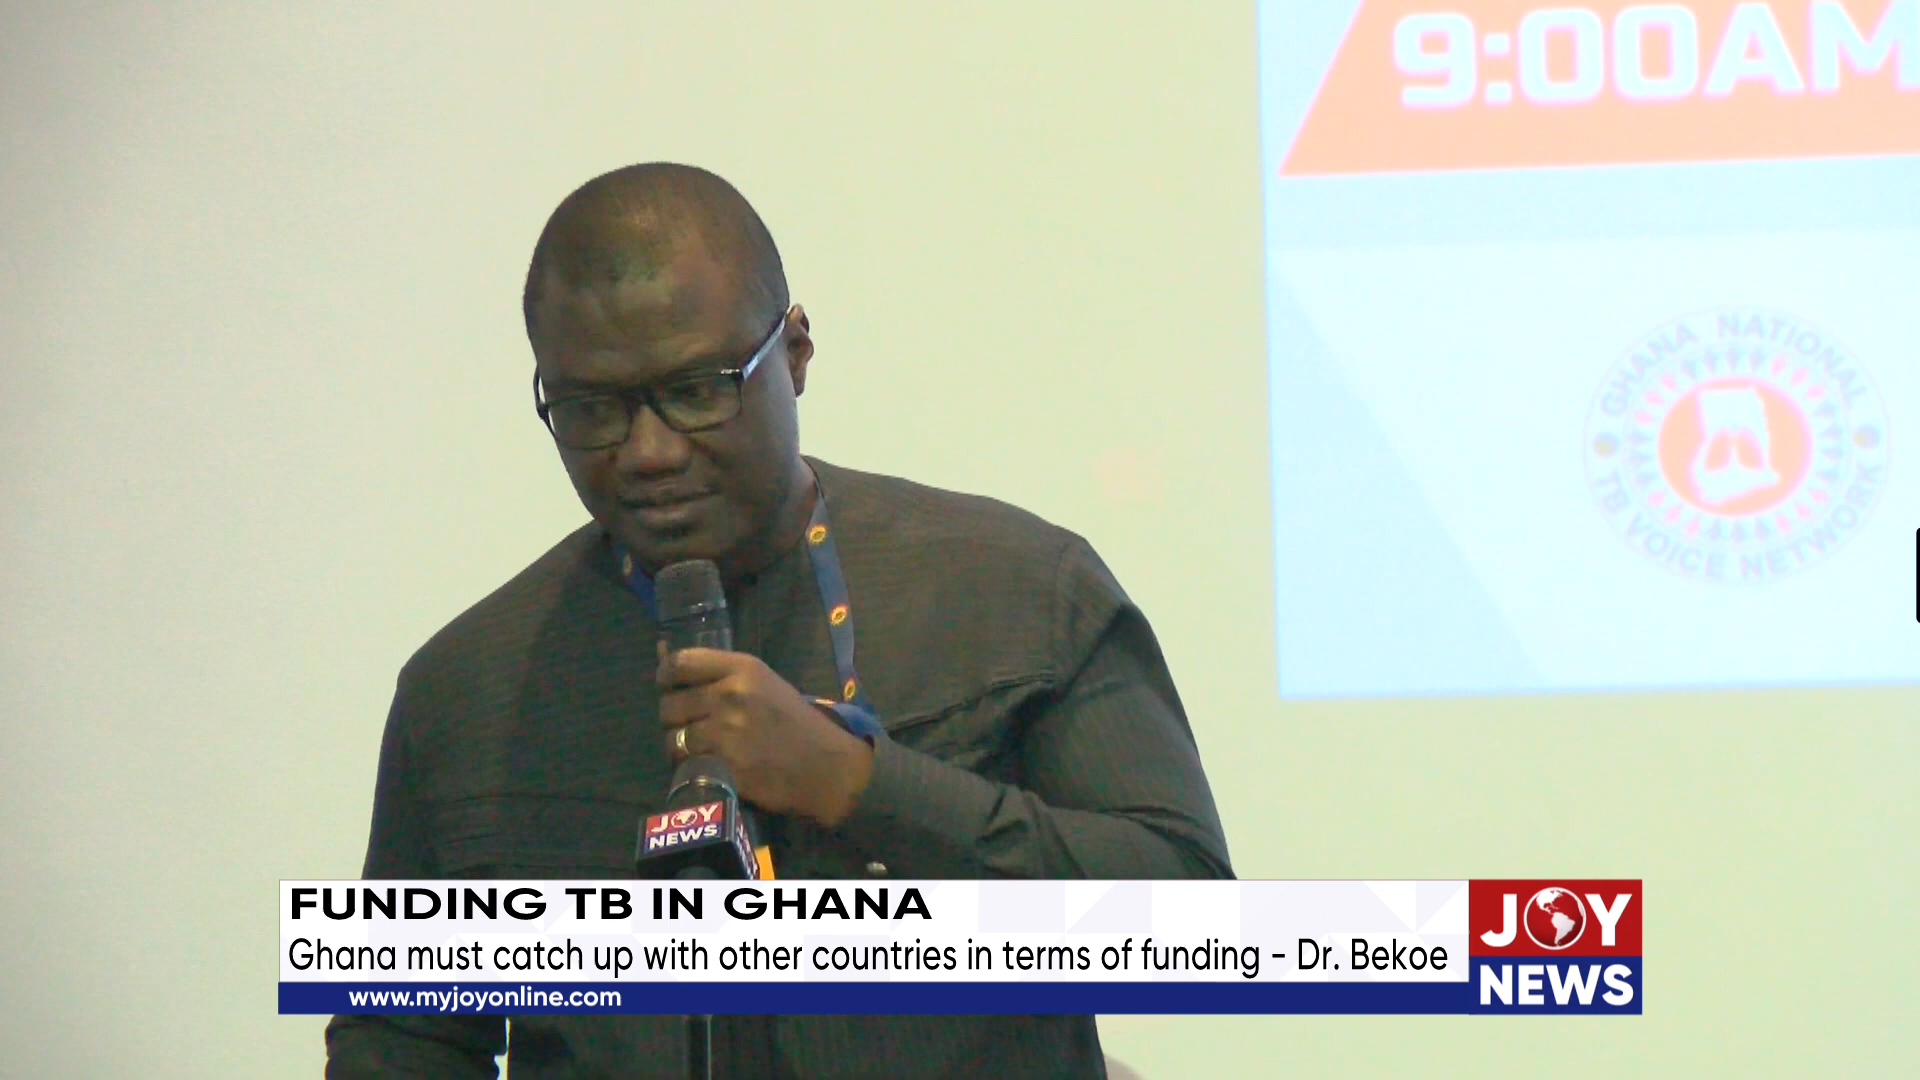 9:00AM
GHANA NATIONAL
TB VOICE NETWORK
JOY
NEWS
FUNDING TB IN GHANA
Ghana must catch up with other countries in terms of funding - Dr. Bekoe
www.myjoyonline.com
JOY
NEWS